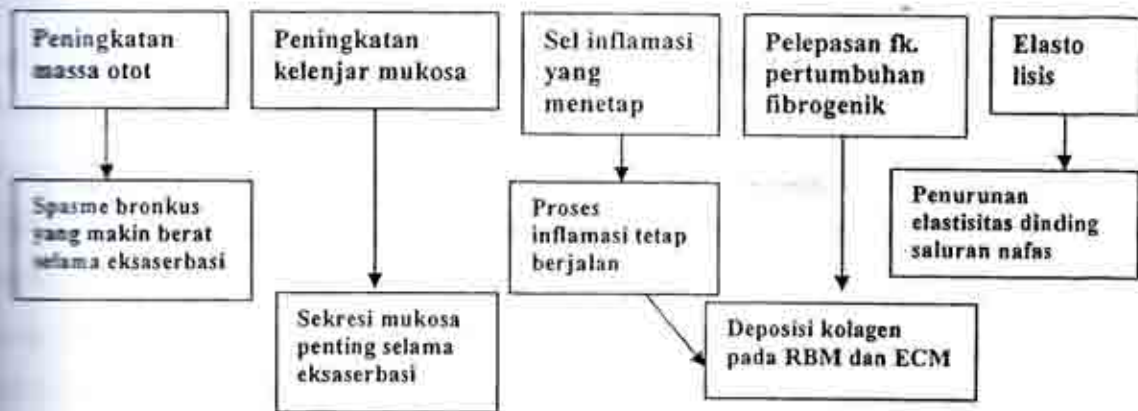 Peningkatan
massa otot
Peningkatan
kelenjar mukosa
Sel inflamasi
yang
menetap
Pelepasan fk.
pertumbuhan
fibrogenik
Elasto
lisis
Spasme bronkus
yang makin berat
selama eksaserbasi
Sekresi mukosa
penting selama
eksaserbasi
Proses
inflamasi tetap
berjalan
Deposisi kolagen
pada RBM dan ECM
Penurunan
elastisitas dinding
saluran nafas